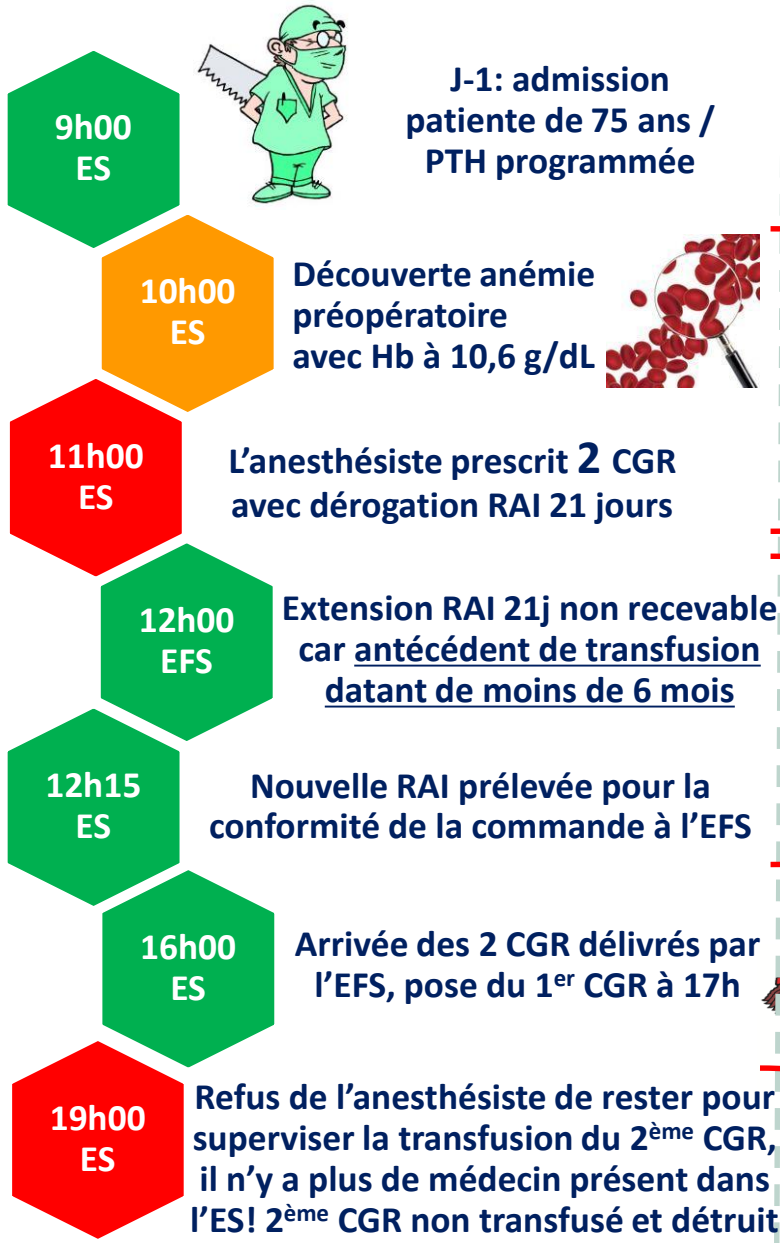 9h00
ES
J-1: admission
patiente de 75 ans /
PTH programmée
10h00
ES
Découverte anémie
préopératoire
avec Hb à 10,6 g/dL
11h00
ES
L’anesthésiste prescrit 2 CGR
avec dérogation RAI 21 jours
12h00
EFS
Extension RAI 21j non recevable
car antécédent de transfusion
datant de moins de 6 mois
12h15
ES
Nouvelle RAI prélevée pour la
conformité de la commande à l’EFS
16h00
ES
Arrivée des 2 CGR délivrés par
l’EFS, pose du 1er CGR à 17h
19h00
ES
Refus de l’anesthésiste de rester pour
superviser la transfusion du 2ème CGR,
il n’y a plus de médecin présent dans
l’ES! 2ème CGR non transfusé et détruit